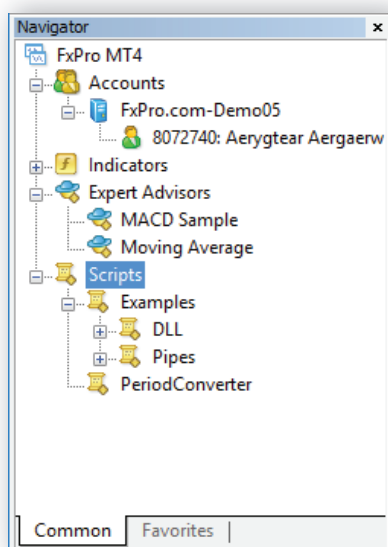 Navigator
FxPro MT4
Accounts
FxPro.com-Demo05
8072740: Aerygtear Aergaerw
Indicators
Expert Advisors
MACD Sample
Moving Average
Scripts
Examples
DLL
Pipes
PeriodConverter
Common Favorites